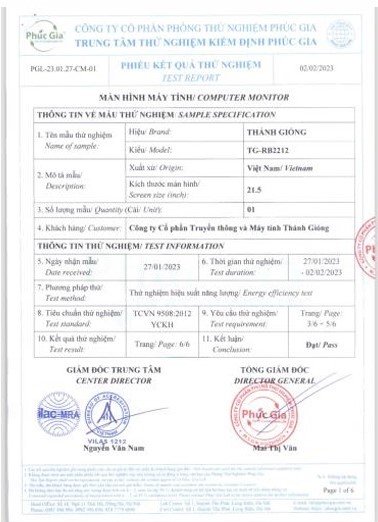 Phúc Gia
CÔNG TY CỔ PHẦN PHÒNG THỬ NGHIỆM PHÚC GIA
TRUNG TÂM THỬ NGHIỆM KIỂM ĐỊNH PHÚC GIA
PGL-23.01.27-CM-01
PHIẾU KẾT QUẢ THỬ NGHIỆM
TEST REPORT
02/02/2023
MÀN HÌNH MÁY TÍNH/ COMPUTER MONITOR
THÔNG TIN VỀ MẪU THỬ NGHIỆM/ SAMPLE SPECIFICATION
1. Tên mẫu thử nghiệm
Name of sample:
Hiệu/ Brand:
THÁNH GIÓNG
Kiểu/ Model:
TG-RB2212
2. Mô tả mẫu/
Description:
Xuất xứ/ Origin:
Việt Nam/ Vietnam
Kích thước màn hình/
Screen size (inch):
21.5
3. Số lượng mẫu/ Quantity (Cái/ Unit):
01
4. Khách hàng/ Customer:
Công ty Cổ phần Truyền thông và Máy tính Thánh Gióng
THÔNG TIN THỬ NGHIỆM/ TEST INFORMATION
5. Ngày nhận mẫu/
Date received:
27/01/2023
6. Thời gian thử nghiệm/
Test duration:
27/01/2023
- 02/02/2023
7. Phương pháp thử/
Test method:
Thử nghiệm hiệu suất năng lượng/ Energy efficiency test
8. Tiêu chuẩn thử nghiệm/
Test standard:
TCVN 9508:2012
YCKH
9. Yêu cầu thử nghiệm/
Test requirement:
Trang/ Page:
3/6 ÷ 5/6
10. Kết quả thử nghiệm/
Test result:
Trang/ Page: 6/6
11. Kết luận/
Conclusion:
Đạt/ Pass
GIÁM ĐỐC TRUNG TÂM
CENTER DIRECTOR
TỔNG GIÁM ĐỐC
DIRECTOR GENERAL
ilac-MRA
BUREAU OF ACCREDITATION
VIETNAM
VILAS 1212
Phúc Gia
Nguyễn Văn Nam
Mai Thị Vân
Page 1 of 6